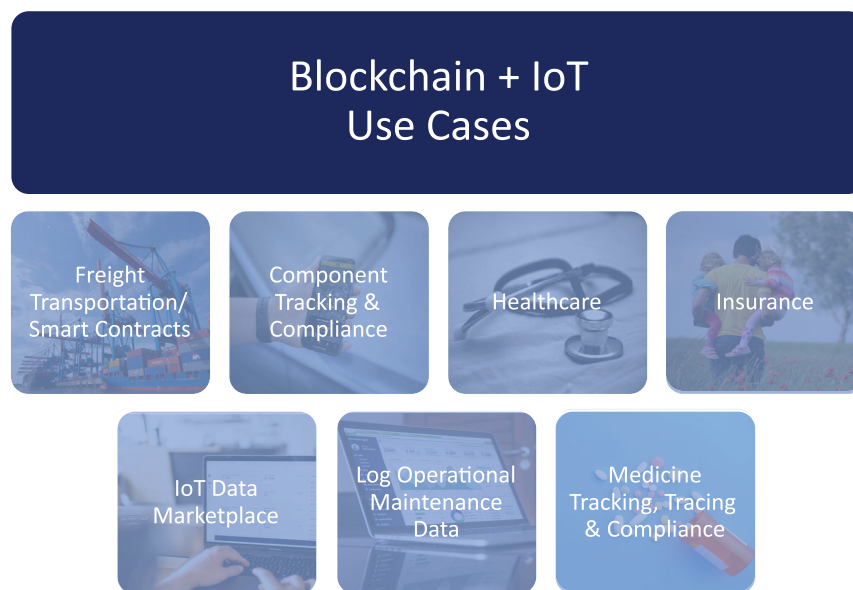 Blockchain + IoT
Use Cases
Freight
Transportation/
Smart Contracts
Component
Tracking &
Compliance
Healthcare
Insurance
IoT Data
Marketplace
Log Operational
Maintenance
Data
Medicine
Tracking, Tracing
& Compliance